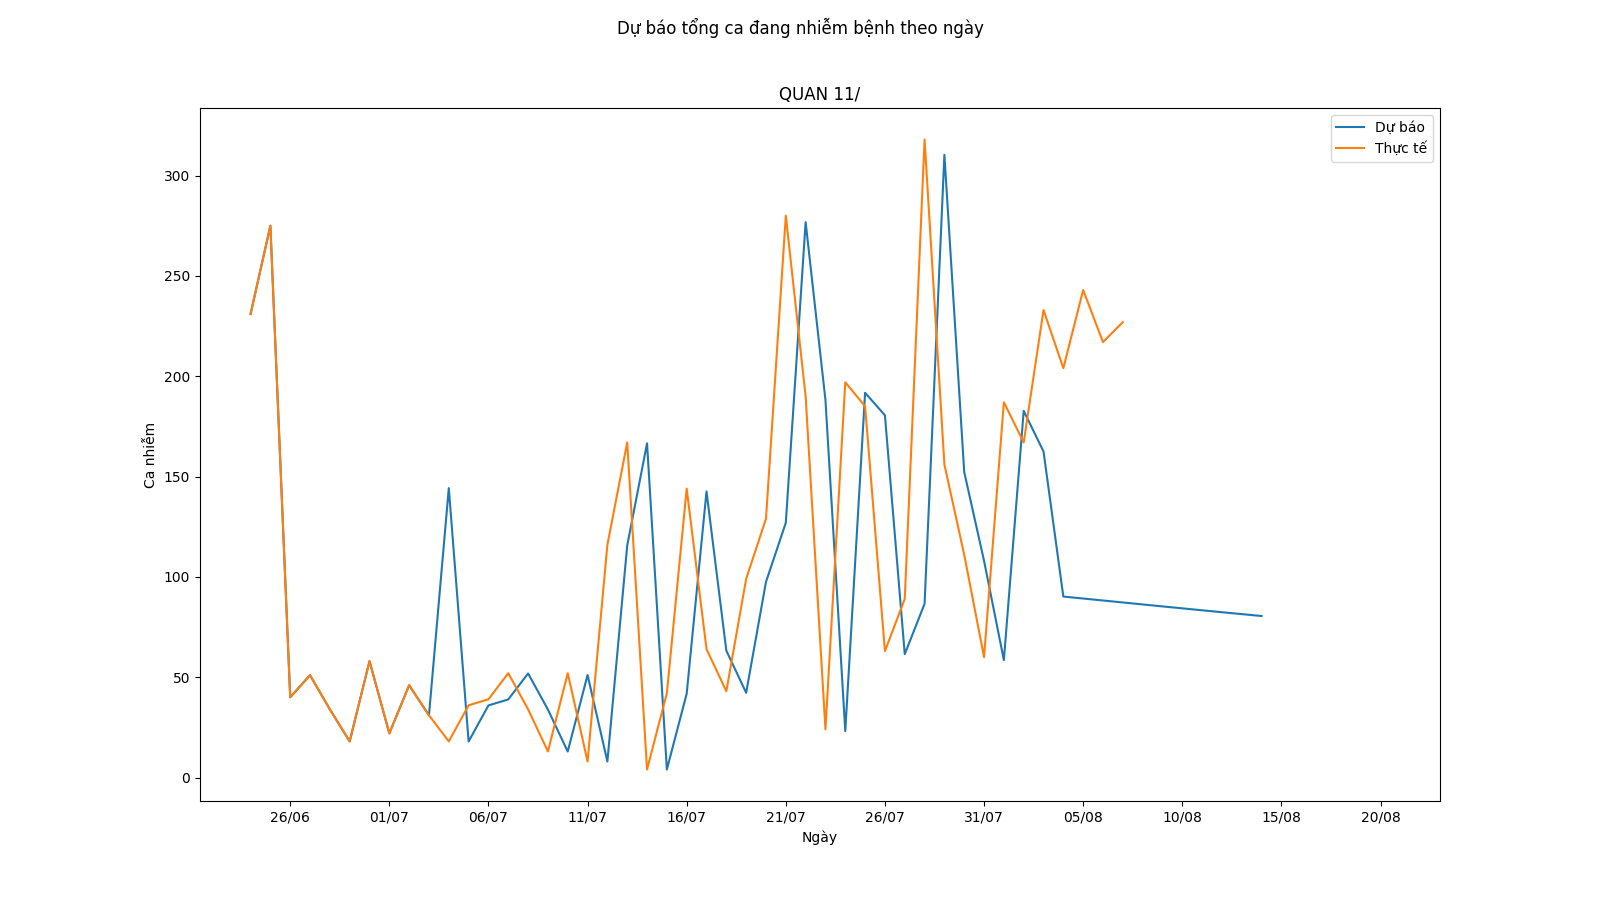 Dự báo tổng ca đang nhiễm bệnh theo ngày
QUAN 11/
Dự báo
Thực tế
300
250
200
150
100
50
0
Ca nhiễm
26/06 01/07 06/07 11/07 16/07 21/07 26/07 31/07 05/08 10/08 15/08 20/08
Ngày